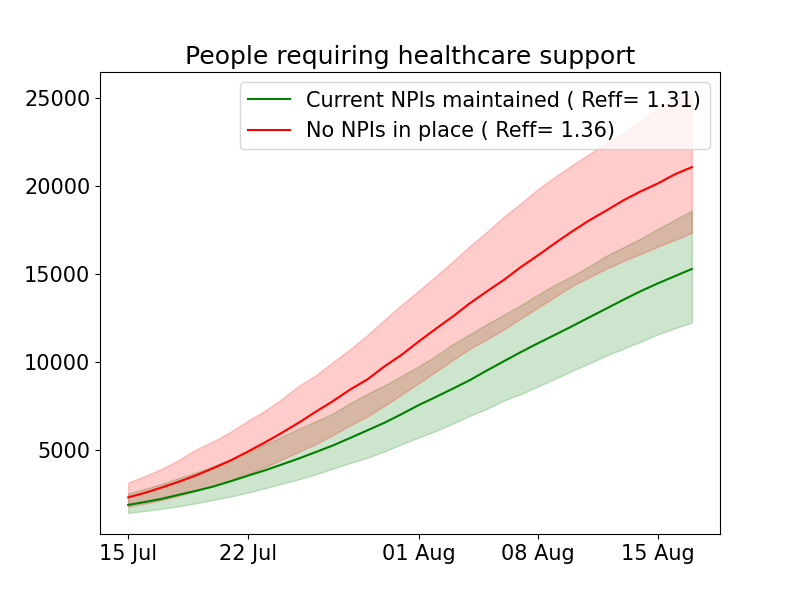 People requiring healthcare support
Current NPIs maintained ( Reff= 1.31)
No NPIs in place ( Reff= 1.36)
25000
20000
15000
10000
5000
15 Jul
22 Jul
01 Aug
08 Aug
15 Aug